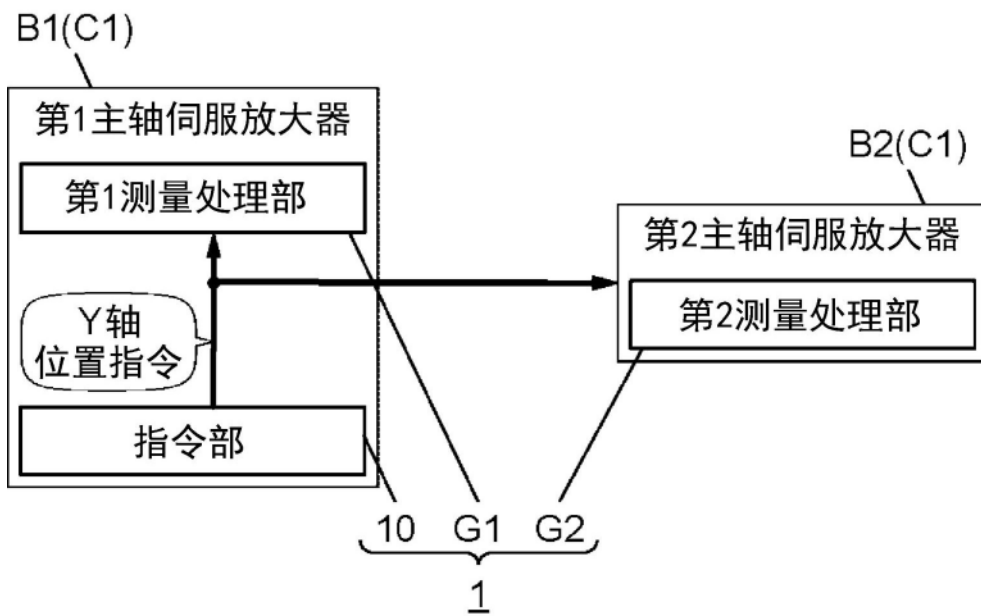 B1(C1)
第1主轴伺服放大器
第1测量处理部
B2(C1)
第2主轴伺服放大器
第2测量处理部
Y轴
位置指令
指令部
10 G1 G2
1